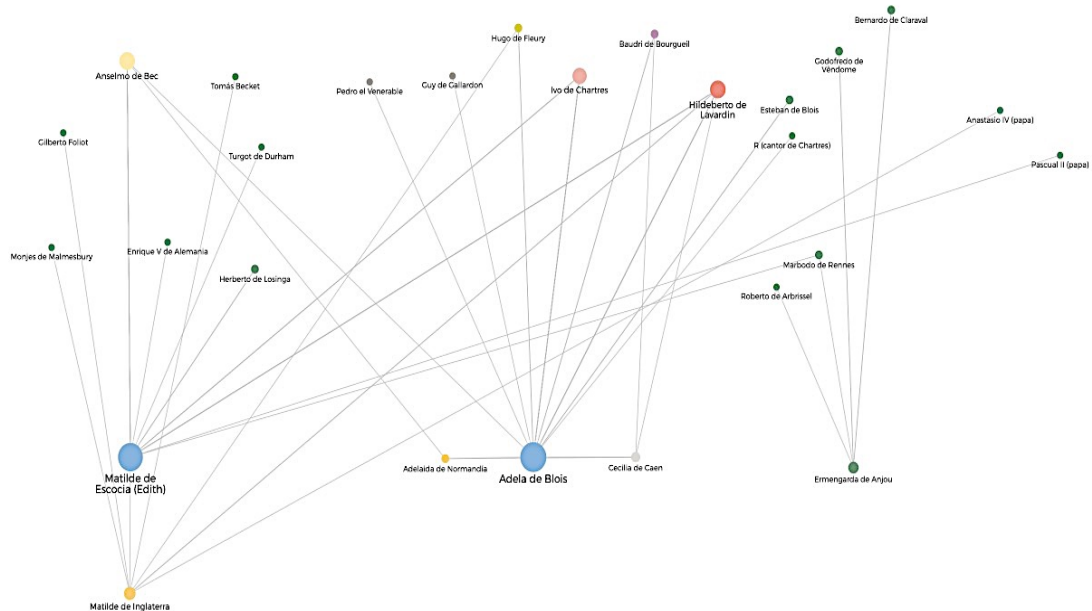 Bernardo de Claraval
Hugo de Fleury
Baudri de Bourgueil
Godofredo de
Vêndome
Anselmo de Bec
Tomás Becket
Pedro el Venerable
Guy de Gallardon
Ivo de Chartres
Hildeberto de
Lavardin
Esteban de Blois
Anastasio IV (papa)
Gilberto Foliot
Turgot de Durham
R (cantor de Chartres)
Pascual II (papa)
Monjes de Malmesbury
Enrique V de Alemania
Herberto de Losinga
Marbodo de Rennes
Roberto de Arbrissel
Matilde de
Escocia (Edith)
Adelaida de Normandía
Adela de Blois
Cecilia de Caen
Ermengarda de Anjou
Matilde de Inglaterra